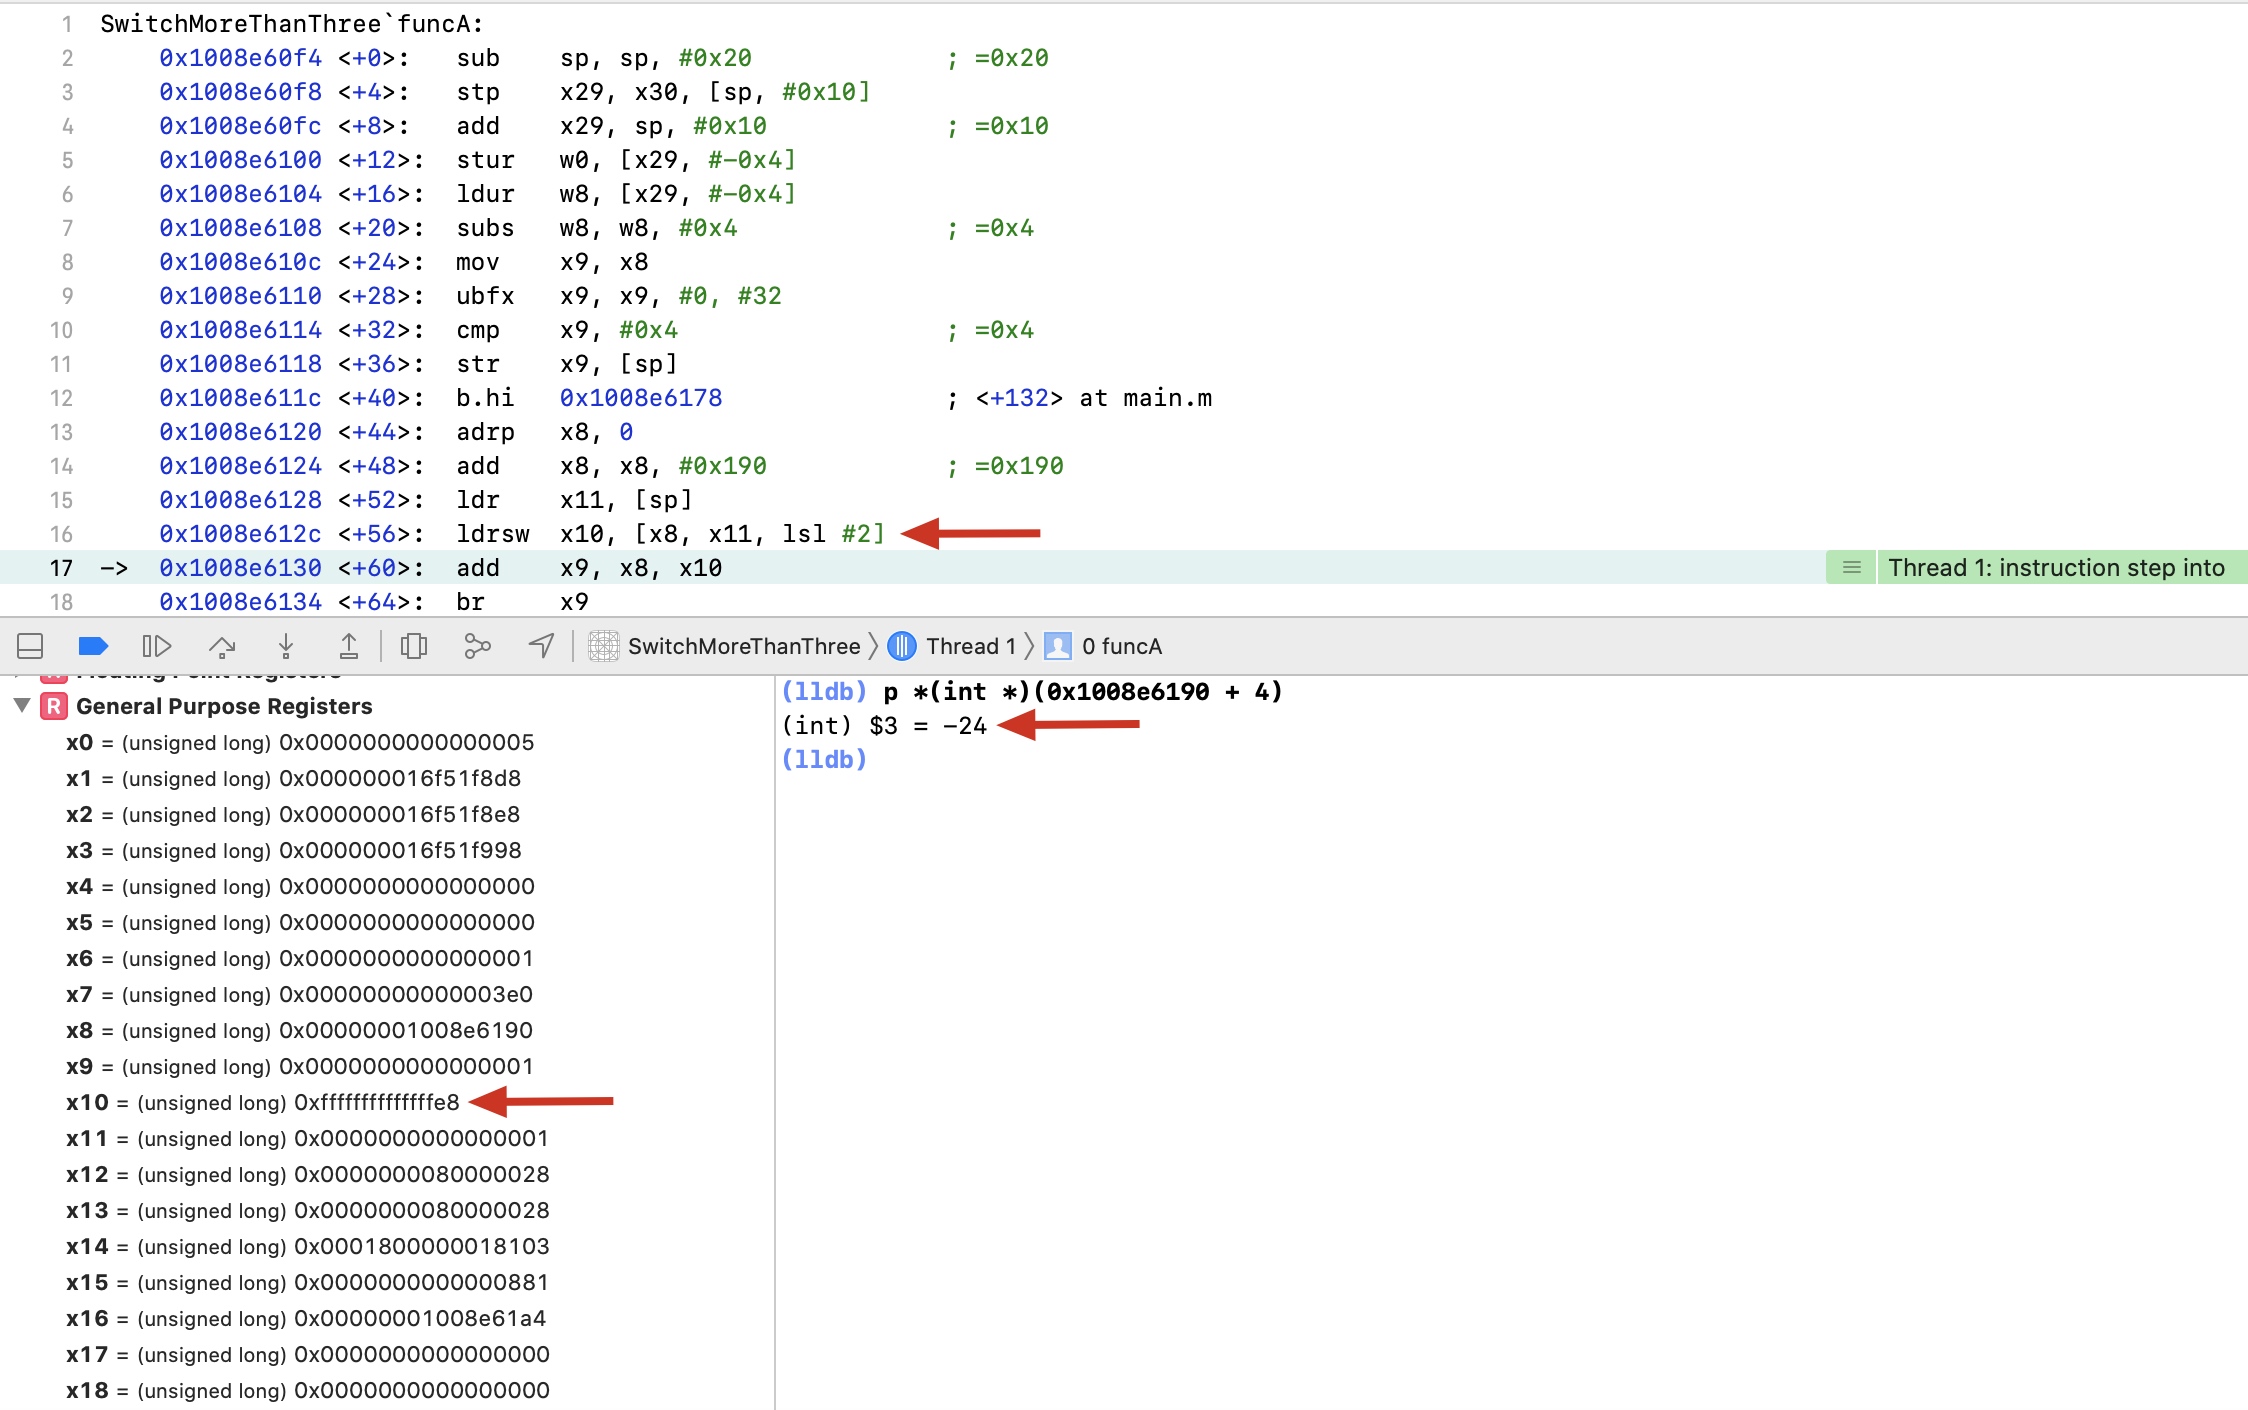 1 SwitchMoreThanThree`funcA:
2 0x1008e60f4 <+0>: sub sp, sp, #0x20 ; =0x20
3 0x1008e60f8 <+4>: stp x29, x30, [sp, #0x10]
4 0x1008e60fc <+8>: add x29, sp, #0x10 ; =0x10
5 0x1008e6100 <+12>: stur w0, [x29, #-0x4]
6 0x1008e6104 <+16>: ldur w8, [x29, #-0x4]
7 0x1008e6108 <+20>: subs w8, w8, #0x4 ; =0x4
8 0x1008e610c <+24>: mov x9, x8
9 0x1008e6110 <+28>: ubfx x9, x9, #0, #32
10 0x1008e6114 <+32>: cmp x9, #0x4 ; =0x4
11 0x1008e6118 <+36>: str x9, [sp]
12 0x1008e611c <+40>: b.hi 0x1008e6178 ; <+132> at main.m
13 0x1008e6120 <+44>: adrp x8, 0
14 0x1008e6124 <+48>: add x8, x8, #0x190 ; =0x190
15 0x1008e6128 <+52>: ldr x11, [sp]
16 0x1008e612c <+56>: ldrsw x10, [x8, x11, lsl #2]
17 -> 0x1008e6130 <+60>: add x9, x8, x10 Thread 1: instruction step into
18 0x1008e6134 <+64>: br x9
SwitchMoreThanThree 〉 Thread 1 〉 0 funcA
R Floating Point Registers
R General Purpose Registers
x0 = (unsigned long) 0x0000000000000005
x1 = (unsigned long) 0x000000016f51f8d8
x2 = (unsigned long) 0x000000016f51f8e8
x3 = (unsigned long) 0x000000016f51f998
x4 = (unsigned long) 0x0000000000000000
x5 = (unsigned long) 0x0000000000000000
x6 = (unsigned long) 0x0000000000000001
x7 = (unsigned long) 0x00000000000003e0
x8 = (unsigned long) 0x00000001008e6190
x9 = (unsigned long) 0x0000000000000001
x10 = (unsigned long) 0xffffffffffffffe8
x11 = (unsigned long) 0x0000000000000001
x12 = (unsigned long) 0x0000000080000028
x13 = (unsigned long) 0x0000000080000028
x14 = (unsigned long) 0x0001800000018103
x15 = (unsigned long) 0x0000000000000881
x16 = (unsigned long) 0x00000001008e61a4
x17 = (unsigned long) 0x0000000000000000
x18 = (unsigned long) 0x0000000000000000
(lldb) p *(int *)(0x1008e6190 + 4)
(int) $3 = -24
(lldb)